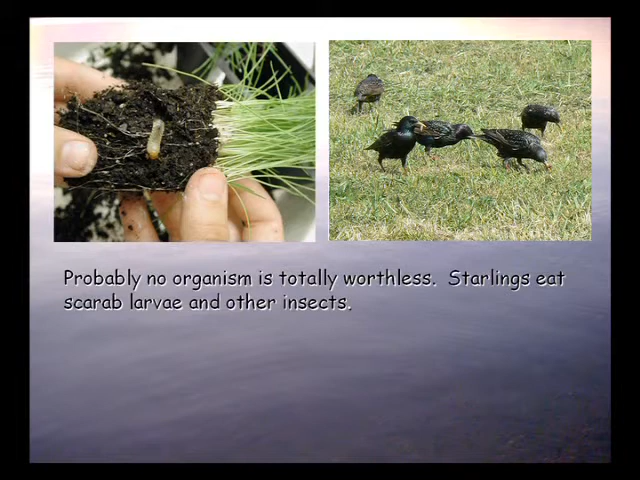 Probably no organism is totally worthless. Starlings eat
scarab larvae and other insects.